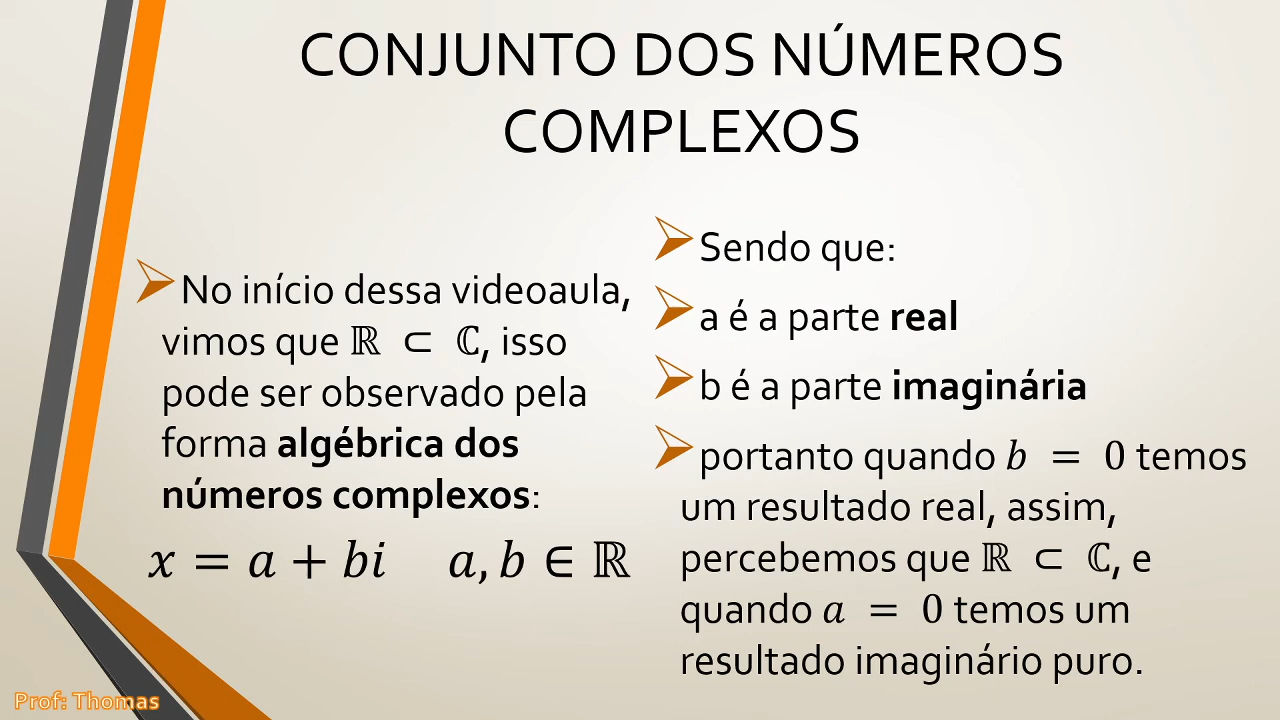 CONJUNTO DOS NÚMEROS
COMPLEXOS
No início dessa videoaula,
vimos que ℝ ⊂ ℂ, isso
pode ser observado pela
forma algébrica dos
números complexos:
x = a + bi a, b ∈ ℝ
Sendo que:
a é a parte real
b é a parte imaginária
portanto quando b = 0 temos
um resultado real, assim,
percebemos que ℝ ⊂ ℂ, e
quando a = 0 temos um
resultado imaginário puro.
Prof: Thomas